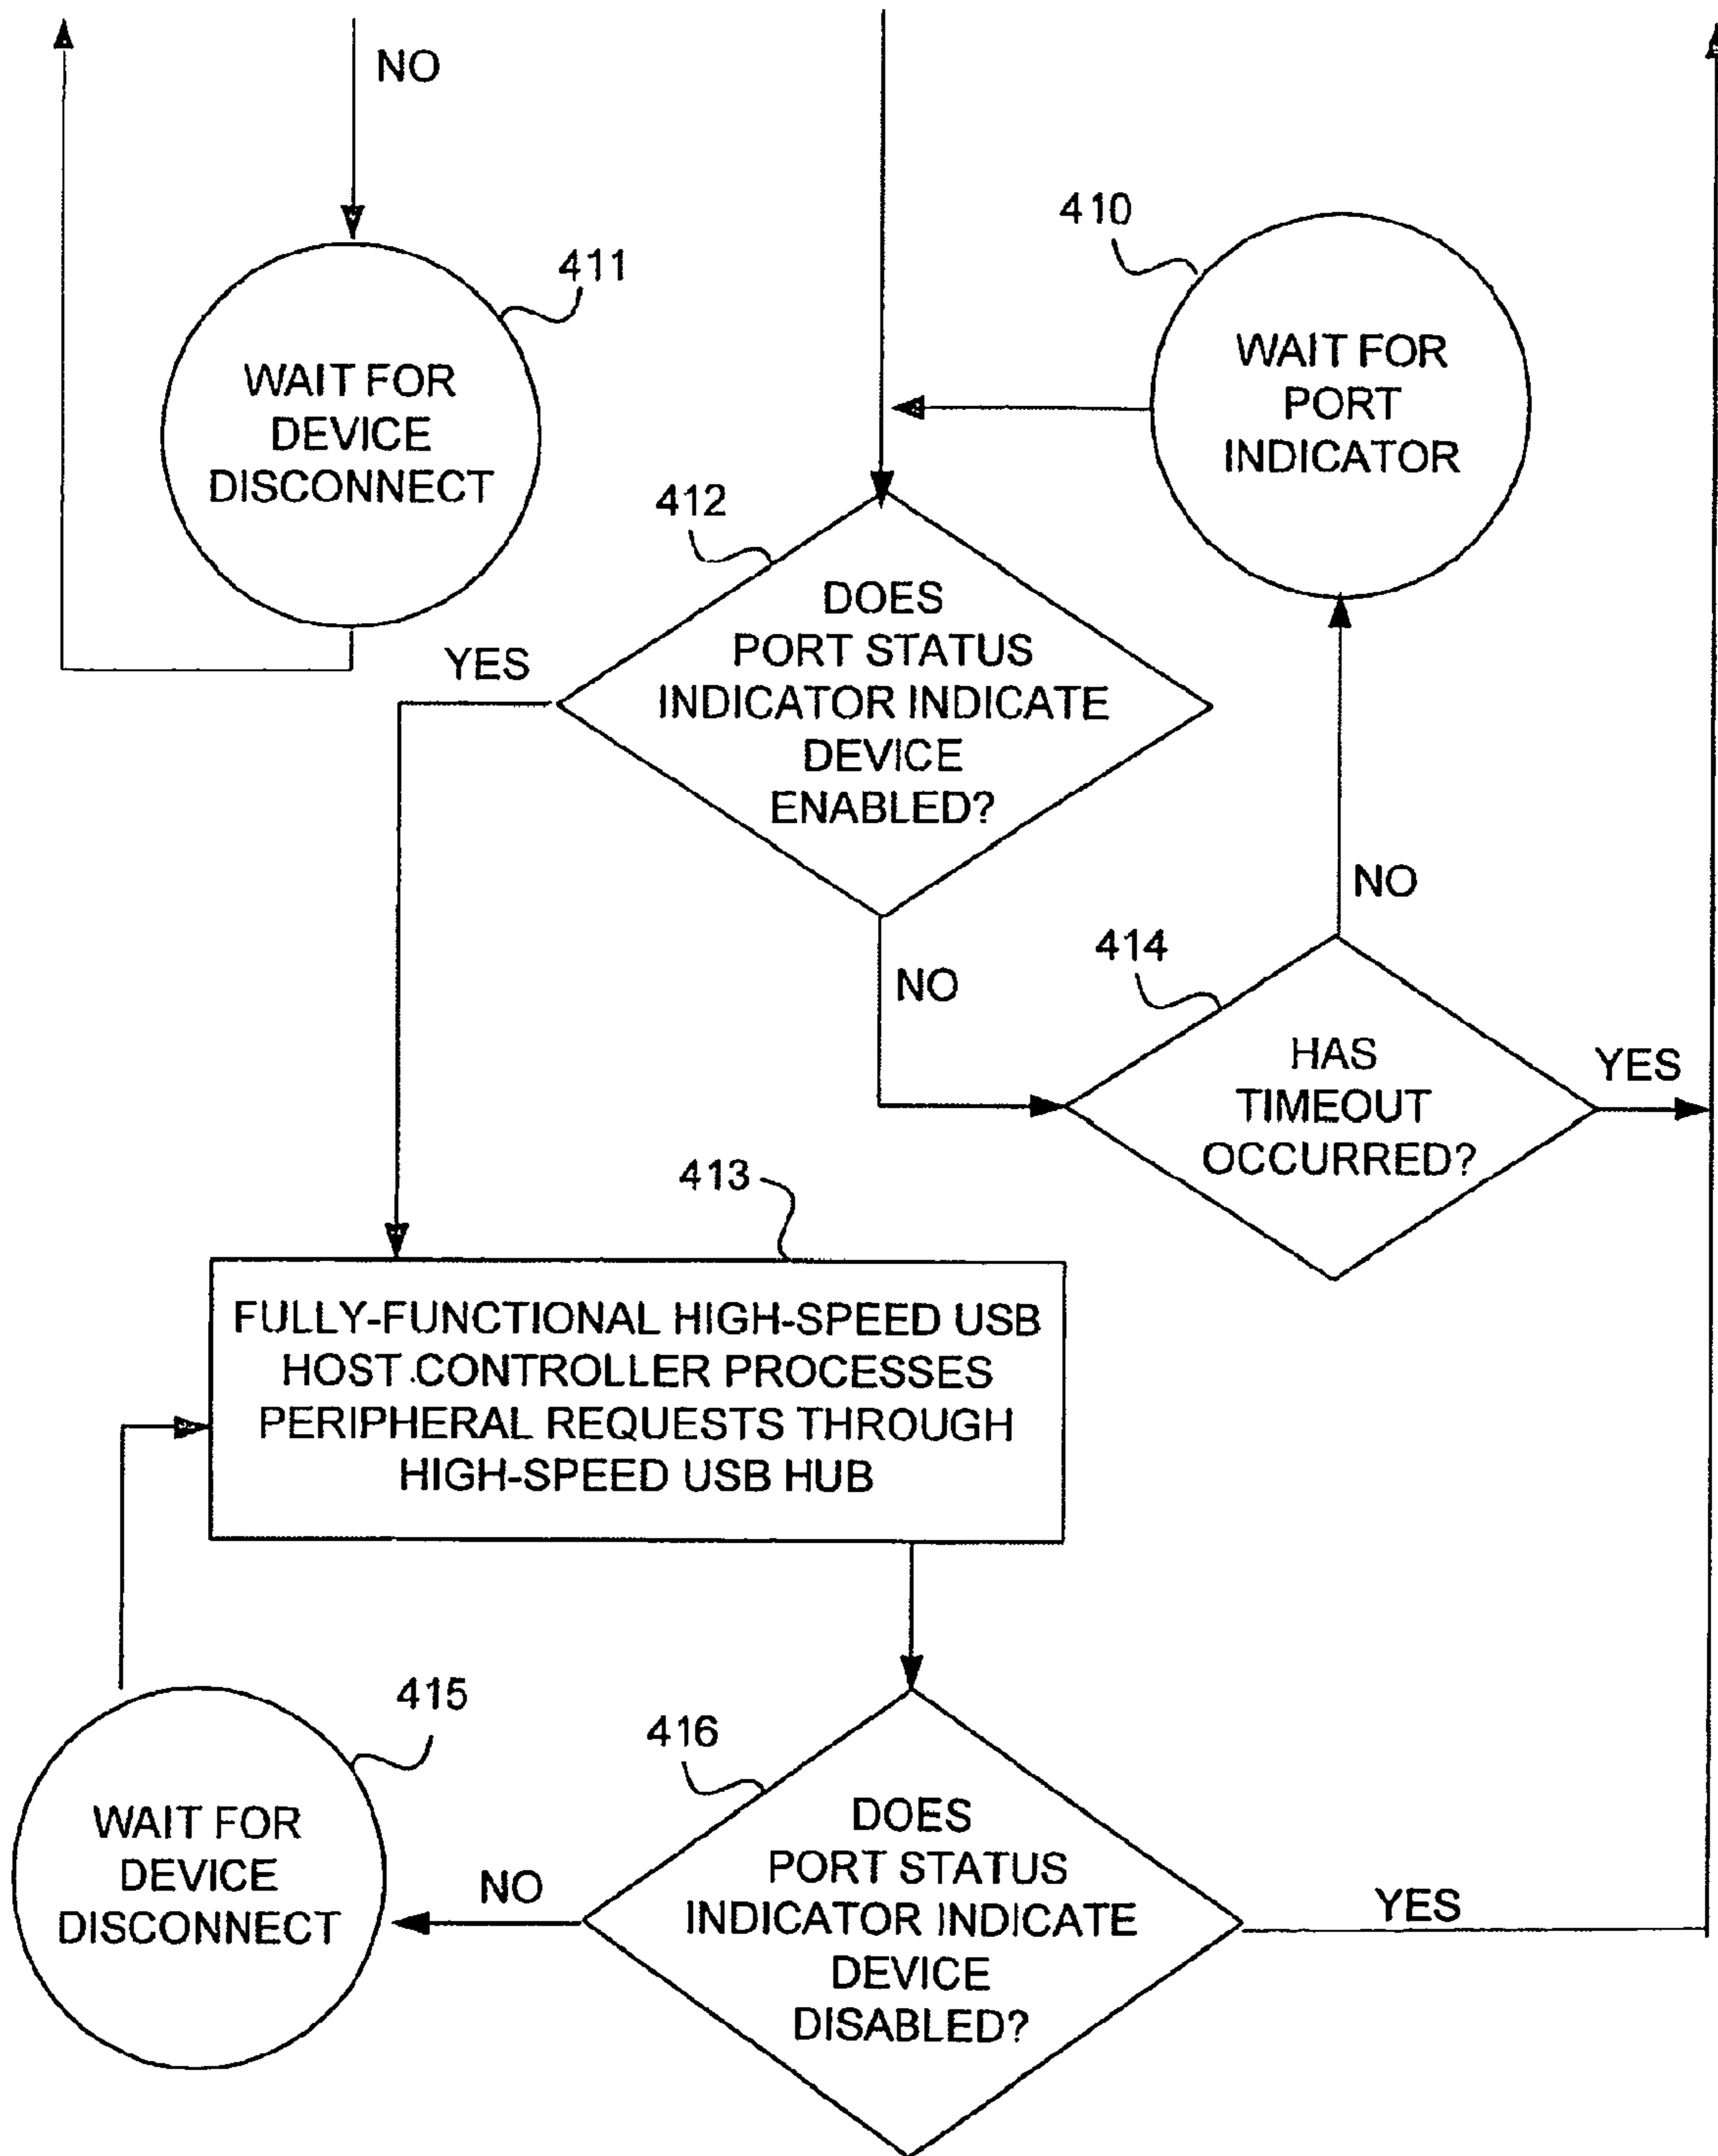 NO
411
WAIT FOR
DEVICE
DISCONNECT
410
WAIT FOR
PORT
INDICATOR
412
DOES
PORT STATUS
INDICATOR INDICATE
DEVICE
ENABLED?
YES
NO
414
NO
HAS
TIMEOUT
OCCURRED?
YES
413
FULLY-FUNCTIONAL HIGH-SPEED USB
HOST CONTROLLER PROCESSES
PERIPHERAL REQUESTS THROUGH
HIGH-SPEED USB HUB
415
WAIT FOR
DEVICE
DISCONNECT
NO
416
DOES
PORT STATUS
INDICATOR INDICATE
DEVICE
DISABLED?
YES